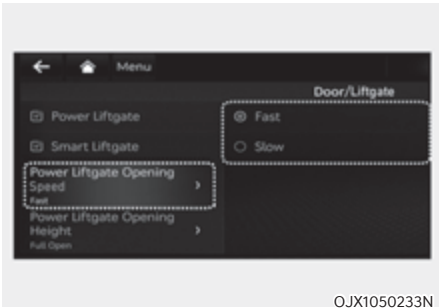 Menu
Door/Liftgate
Power Liftgate
Smart Liftgate
Power Liftgate Opening
Speed
Fast
Power Liftgate Opening
Height
Full Open
Fast
Slow
OJX1050233N